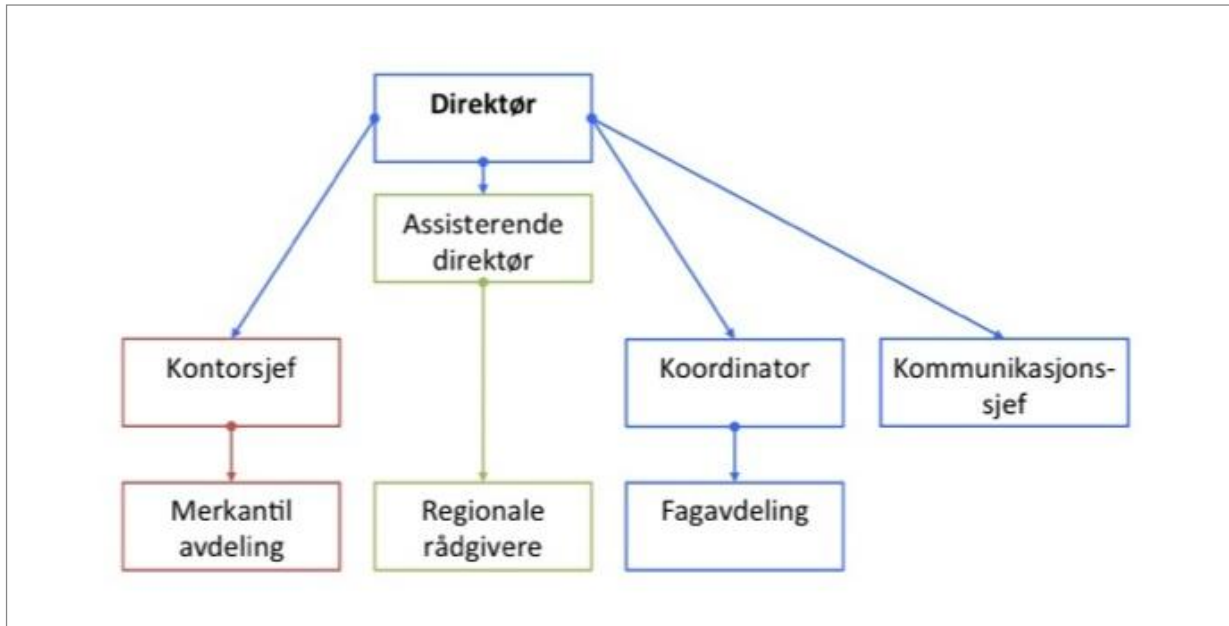 Direktør
Assisterende
direktør
Kontorsjef
Koordinator
Kommunikasjons-
sjef
Merkantil
avdeling
Regionale
rådgivere
Fagavdeling